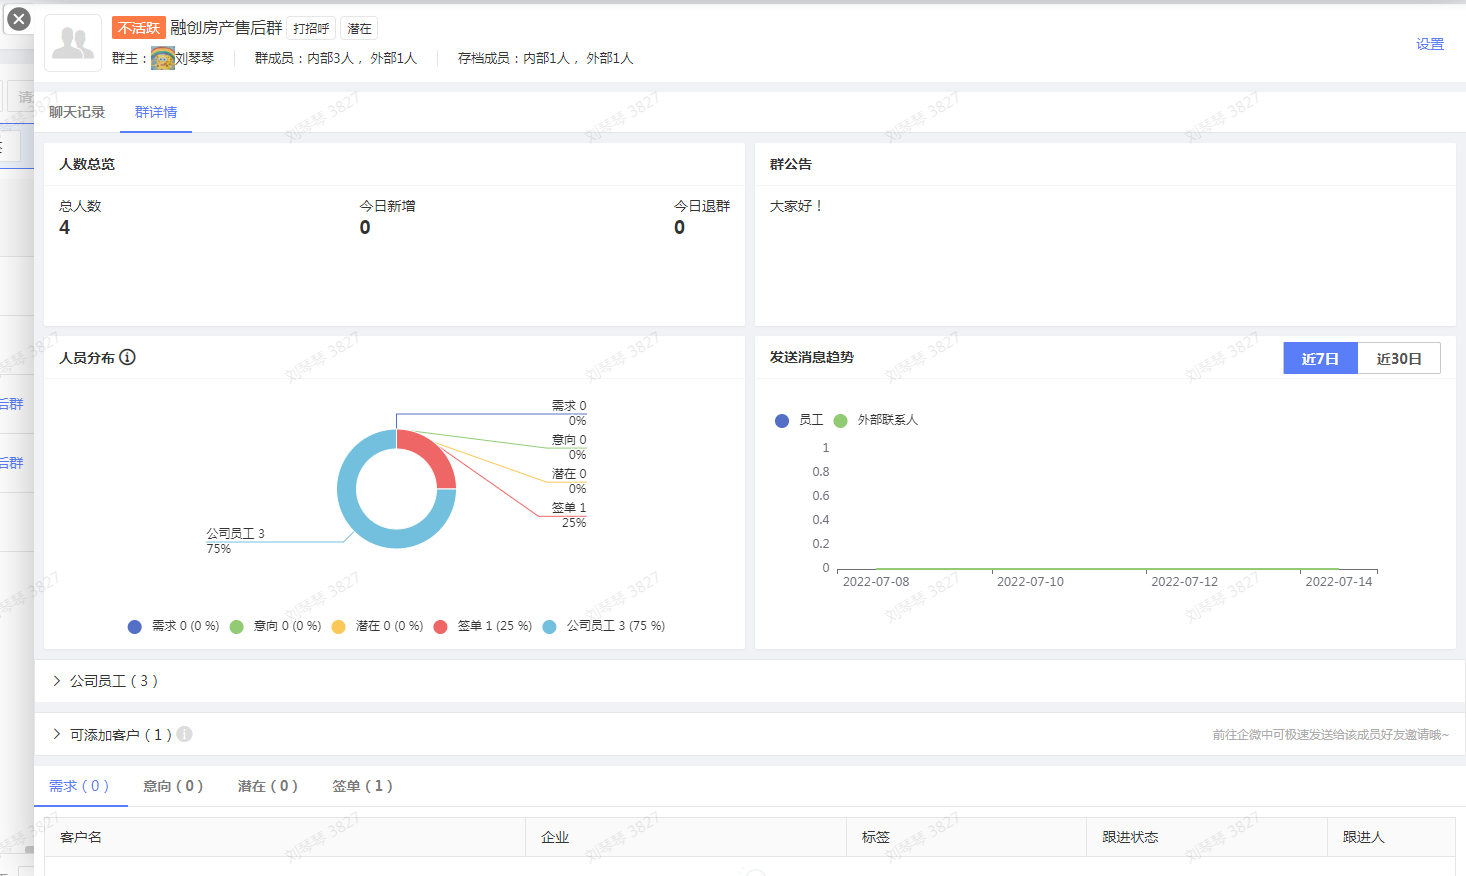 不活跃 融创房产售后群 打招呼 潜在
设置
群主：刘琴琴 群成员：内部3人，外部1人 存档成员：内部1人，外部1人
请
聊天记录 群详情
人数总览
总人数 今日新增 今日退群
4 0 0
群公告
大家好！
后群
后群
人员分布
需求 0
0%
意向 0
0%
潜在 0
0%
签单 1
25%
公司员工 3
75%
需求 0 (0 %) 意向 0 (0 %) 潜在 0 (0 %) 签单 1 (25 %) 公司员工 3 (75 %)
发送消息趋势 近7日 近30日
员工 外部联系人
1
0.8
0.6
0.4
0.2
0
2022-07-08 2022-07-10 2022-07-12 2022-07-14
公司员工 ( 3 )
可添加客户 ( 1 ) 前往企微中可极速发送给该成员好友邀请哦~
需求 ( 0 ) 意向 ( 0 ) 潜在 ( 0 ) 签单 ( 1 )
客户名 企业 标签 跟进状态 跟进人
刘琴琴 3827